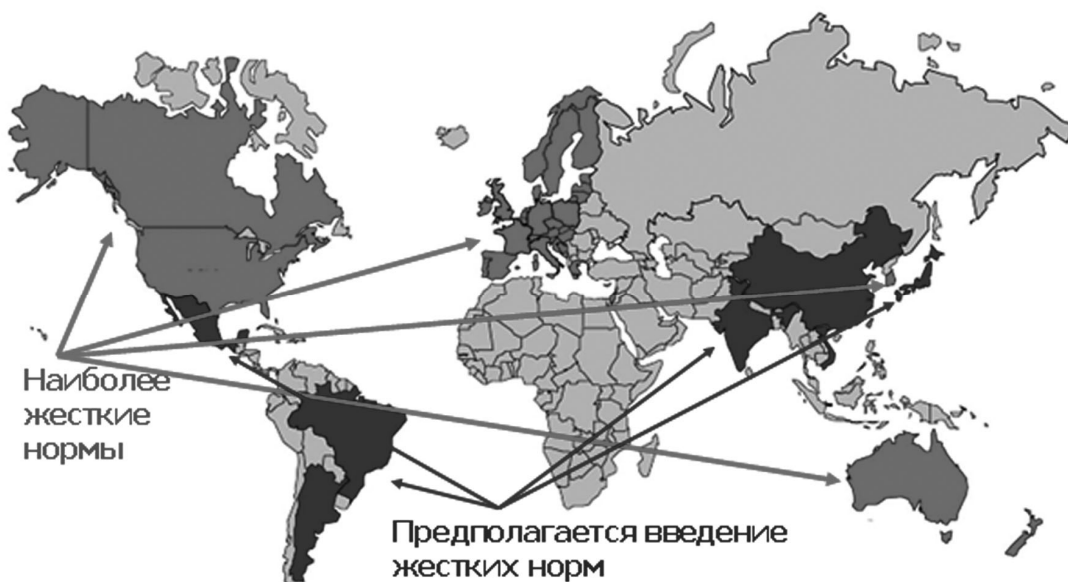 Наиболее
жесткие
нормы
Предполагается введение
жестких норм